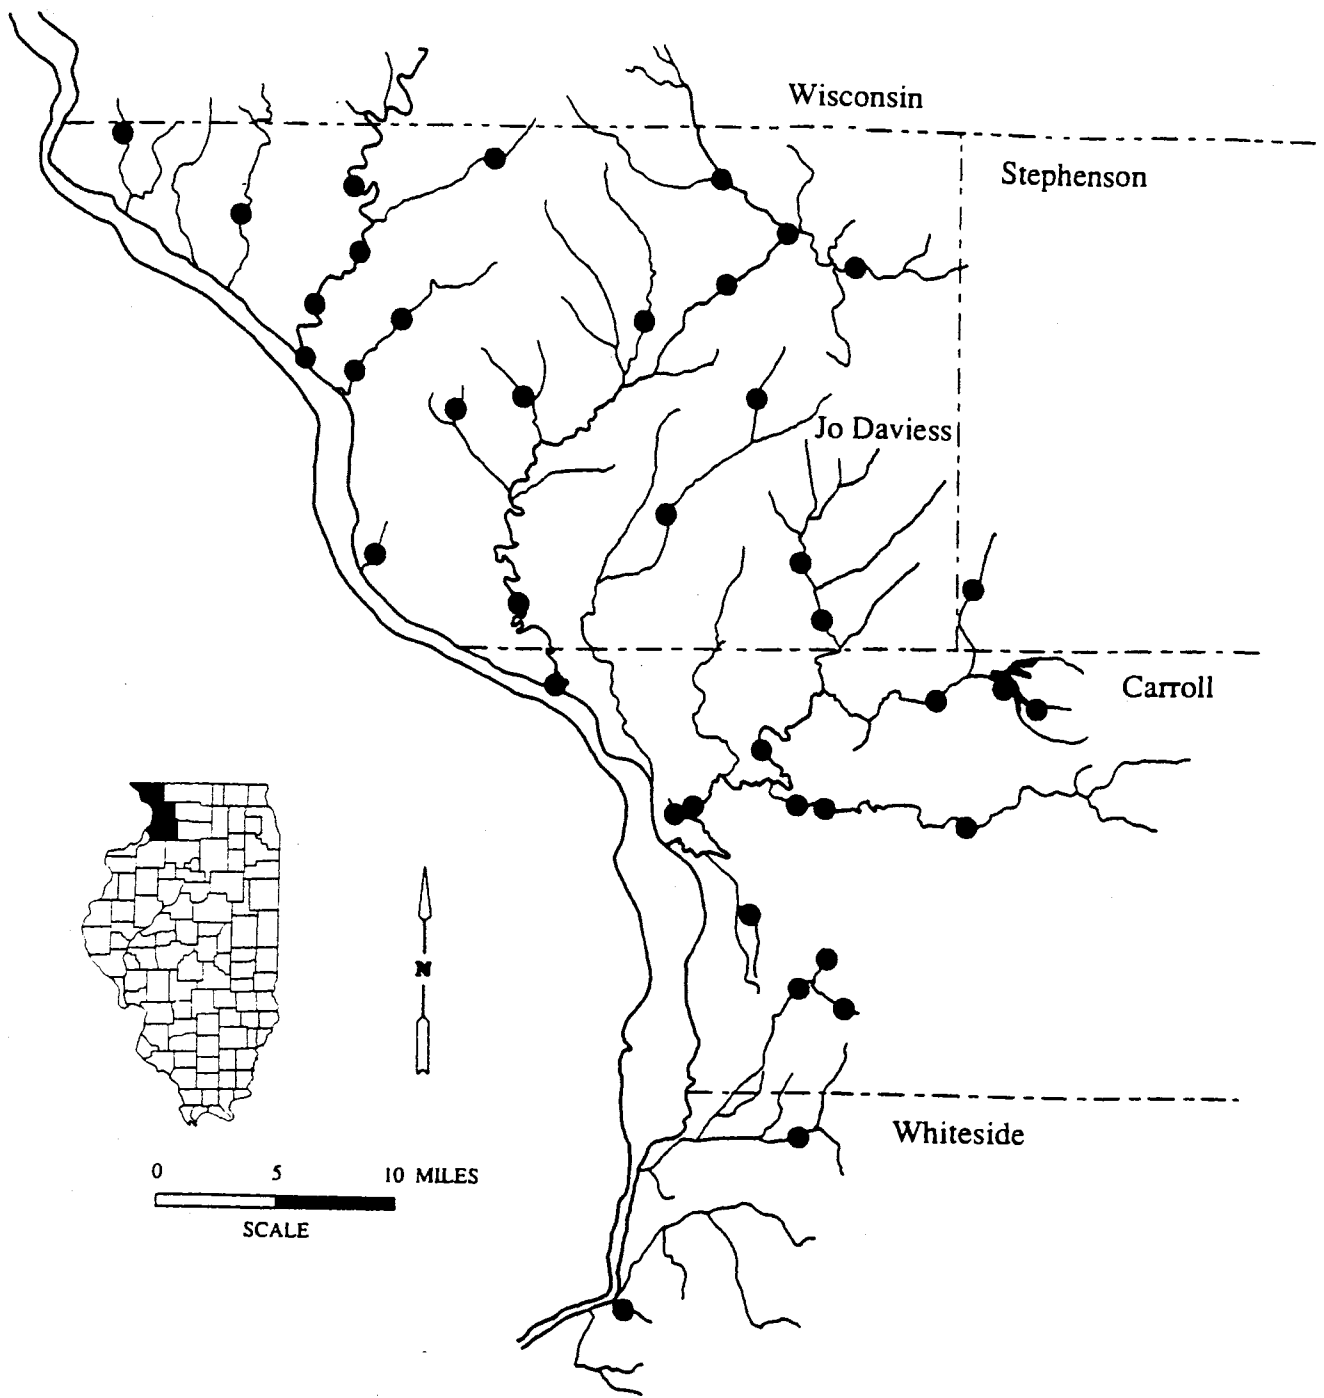 Wisconsin
Stephenson
Jo Daviess
Carroll
N
0 5 10 MILES
SCALE
Whiteside